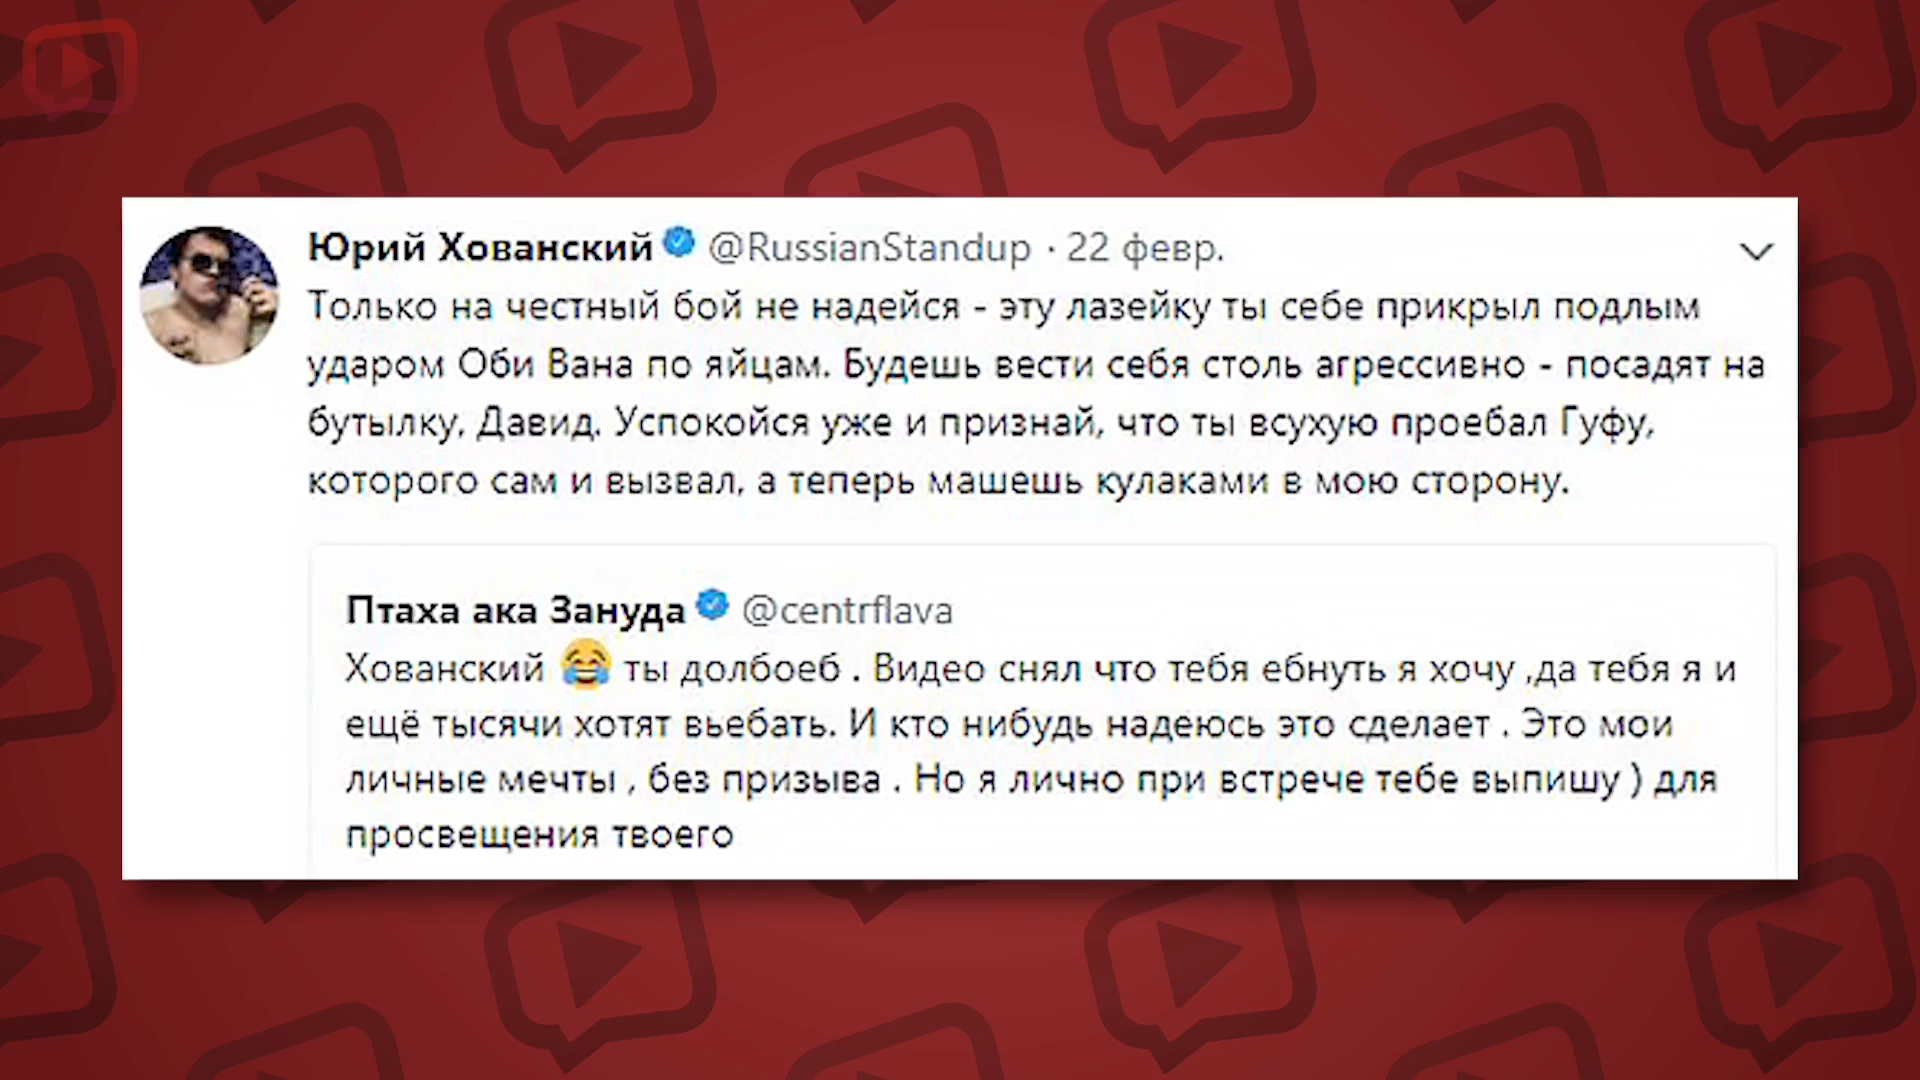 Юрий Хованский @RussianStandup · 22 февр.
Только на честный бой не надейся - эту лазейку ты себе прикрыл подлым
ударом Оби Вана по яйцам. Будешь вести себя столь агрессивно - посадят на
бутылку, Давид. Успокойся уже и признай, что ты всухую проебал Гуфу,
которого сам и вызвал, а теперь машешь кулаками в мою сторону.
Птаха ака Зануда @centrflava
Хованский 😂 ты долбоеб . Видео снял что тебя ебнуть я хочу ,да тебя я и
ещё тысячи хотят вьебать. И кто нибудь надеюсь это сделает . Это мои
личные мечты , без призыва . Но я лично при встрече тебе выпишу ) для
просвещения твоего